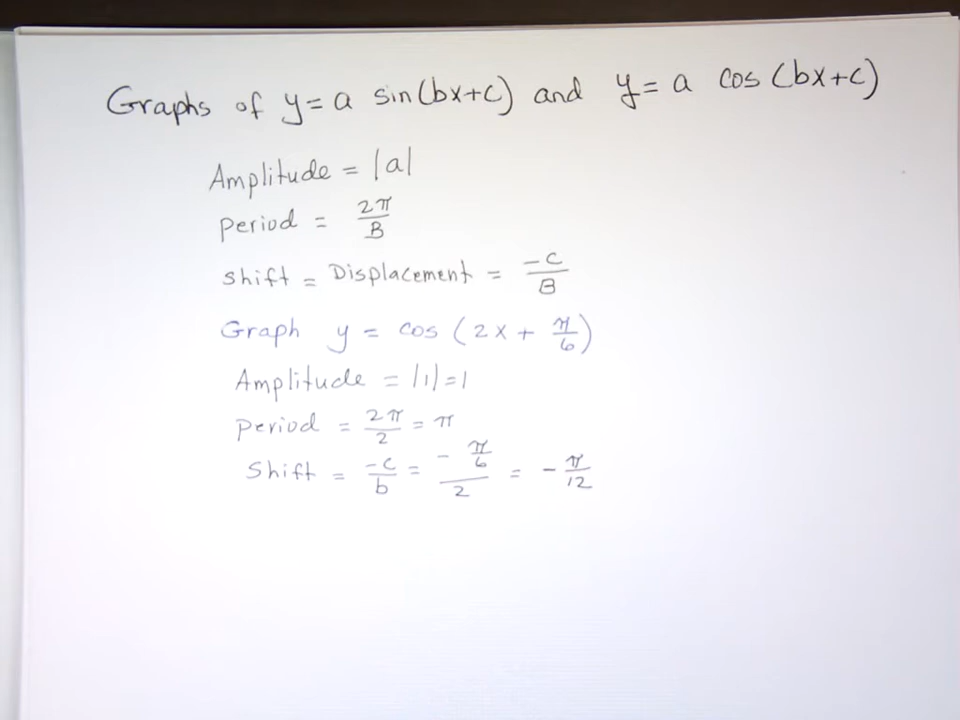 Graphs of y = a sin(bx+c) and y = a cos(bx+c)
Amplitude = |a|
Period = 2π/B
Shift = Displacement = -C/B
Graph y = cos (2x + π/6)
Amplitude = |1| = 1
Period = 2π/2 = π
Shift = -c/b = -π/6/2 = -π/12